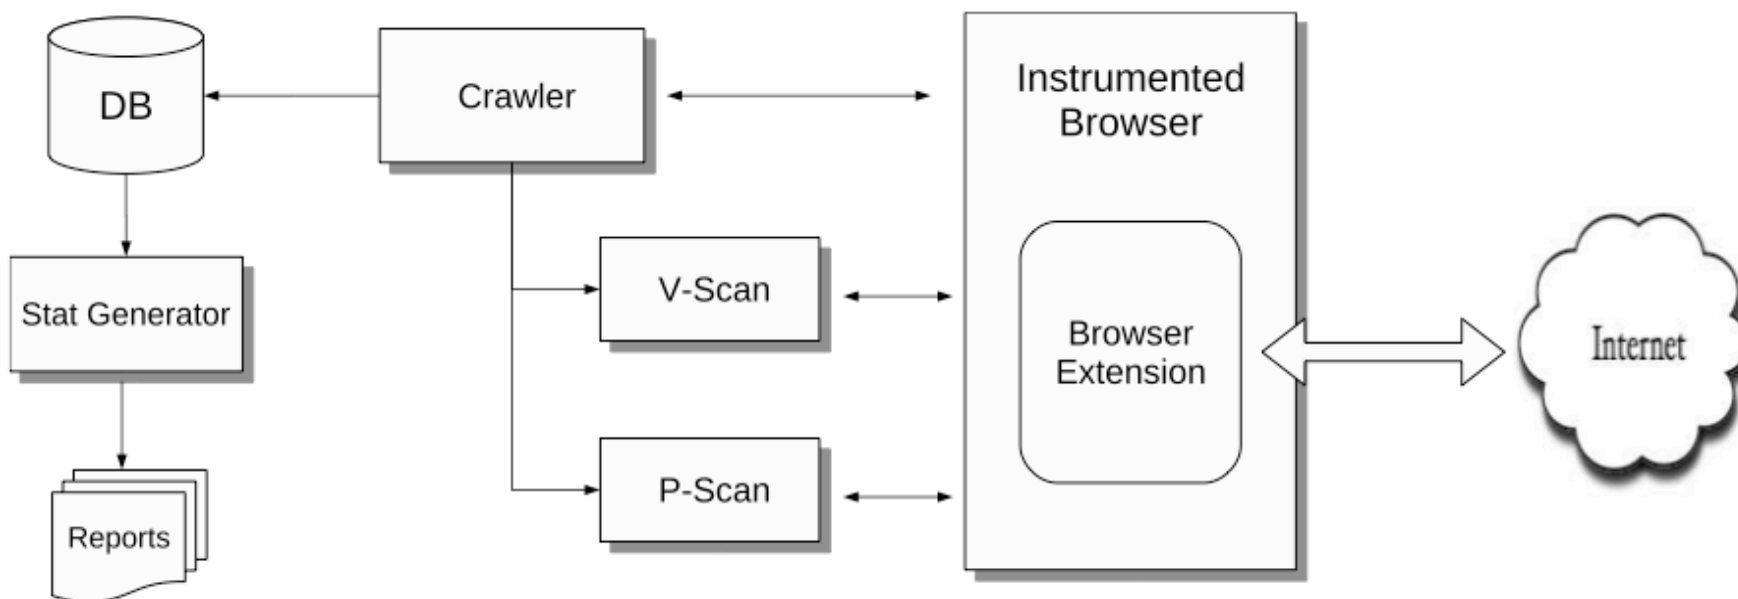 DB
Crawler
Instrumented
Browser
Stat Generator
V-Scan
Browser
Extension
Internet
P-Scan
Reports